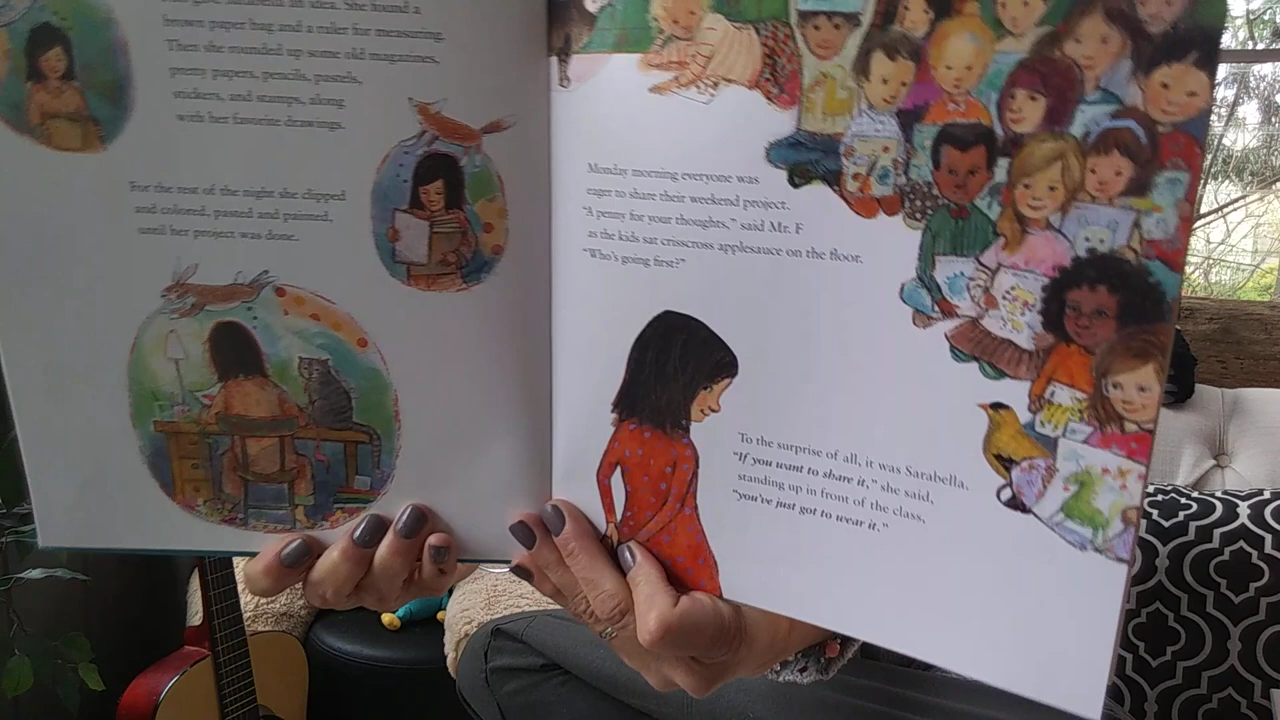 an idea. She found a
brown paper bag and a ruler for measuring.
Then she rounded up some old magazines,
pretty papers, pencils, pastels,
stickers, and stamps, along
with her favorite drawings.
For the rest of the night she clipped
and colored, pasted and painted,
until her project was done.
Monday morning everyone was
eager to share their weekend project.
“A penny for your thoughts,” said Mr. F
as the kids sat crisscross applesauce on the floor.
“Who’s going first?”
To the surprise of all, it was Sarabella.
“If you want to share it,” she said,
standing up in front of the class,
“you’ve just got to wear it.”